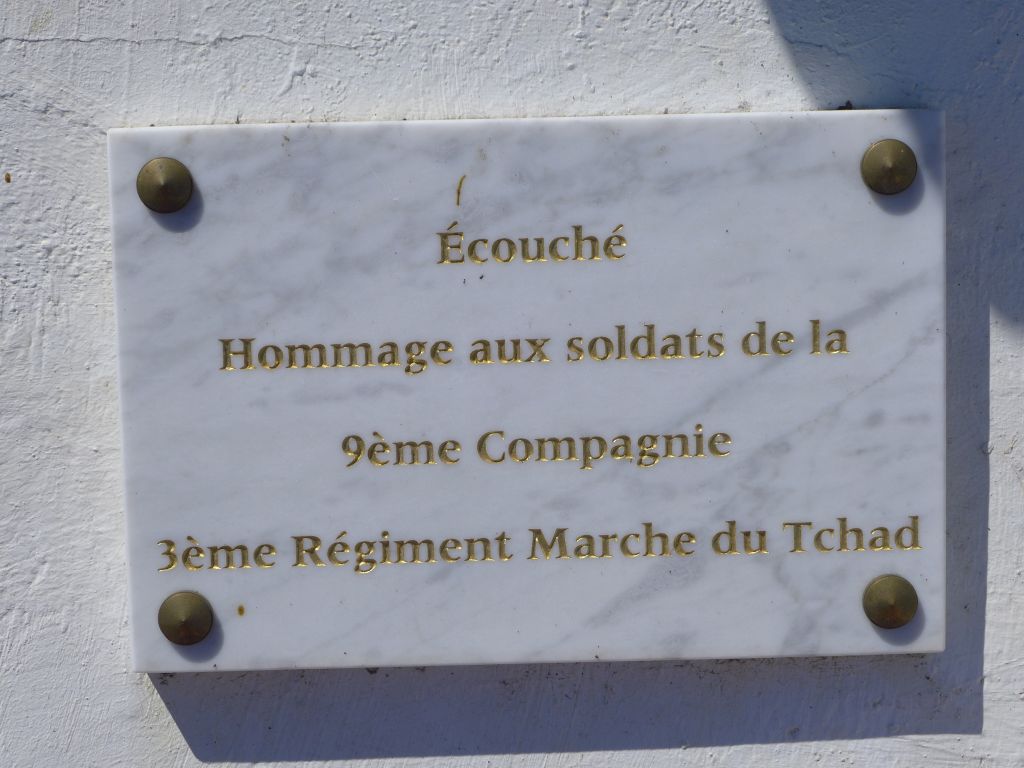 Écouché
Hommage aux soldats de la
9ème Compagnie
3ème Régiment Marche du Tchad